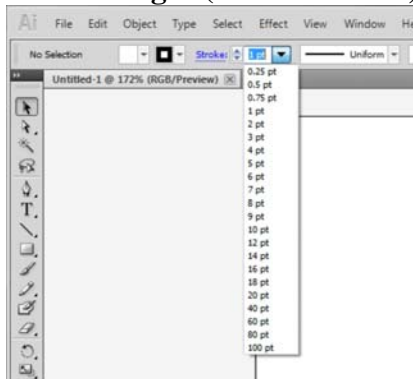 Ai File Edit Object Type Select Effect View Window
No Selection Stroke: 1 pt Uniform
Untitled-1 @ 172% (RGB/Preview)
0.25 pt
0.5 pt
0.75 pt
1 pt
2 pt
3 pt
4 pt
5 pt
6 pt
7 pt
8 pt
9 pt
10 pt
12 pt
14 pt
16 pt
18 pt
20 pt
40 pt
60 pt
80 pt
100 pt